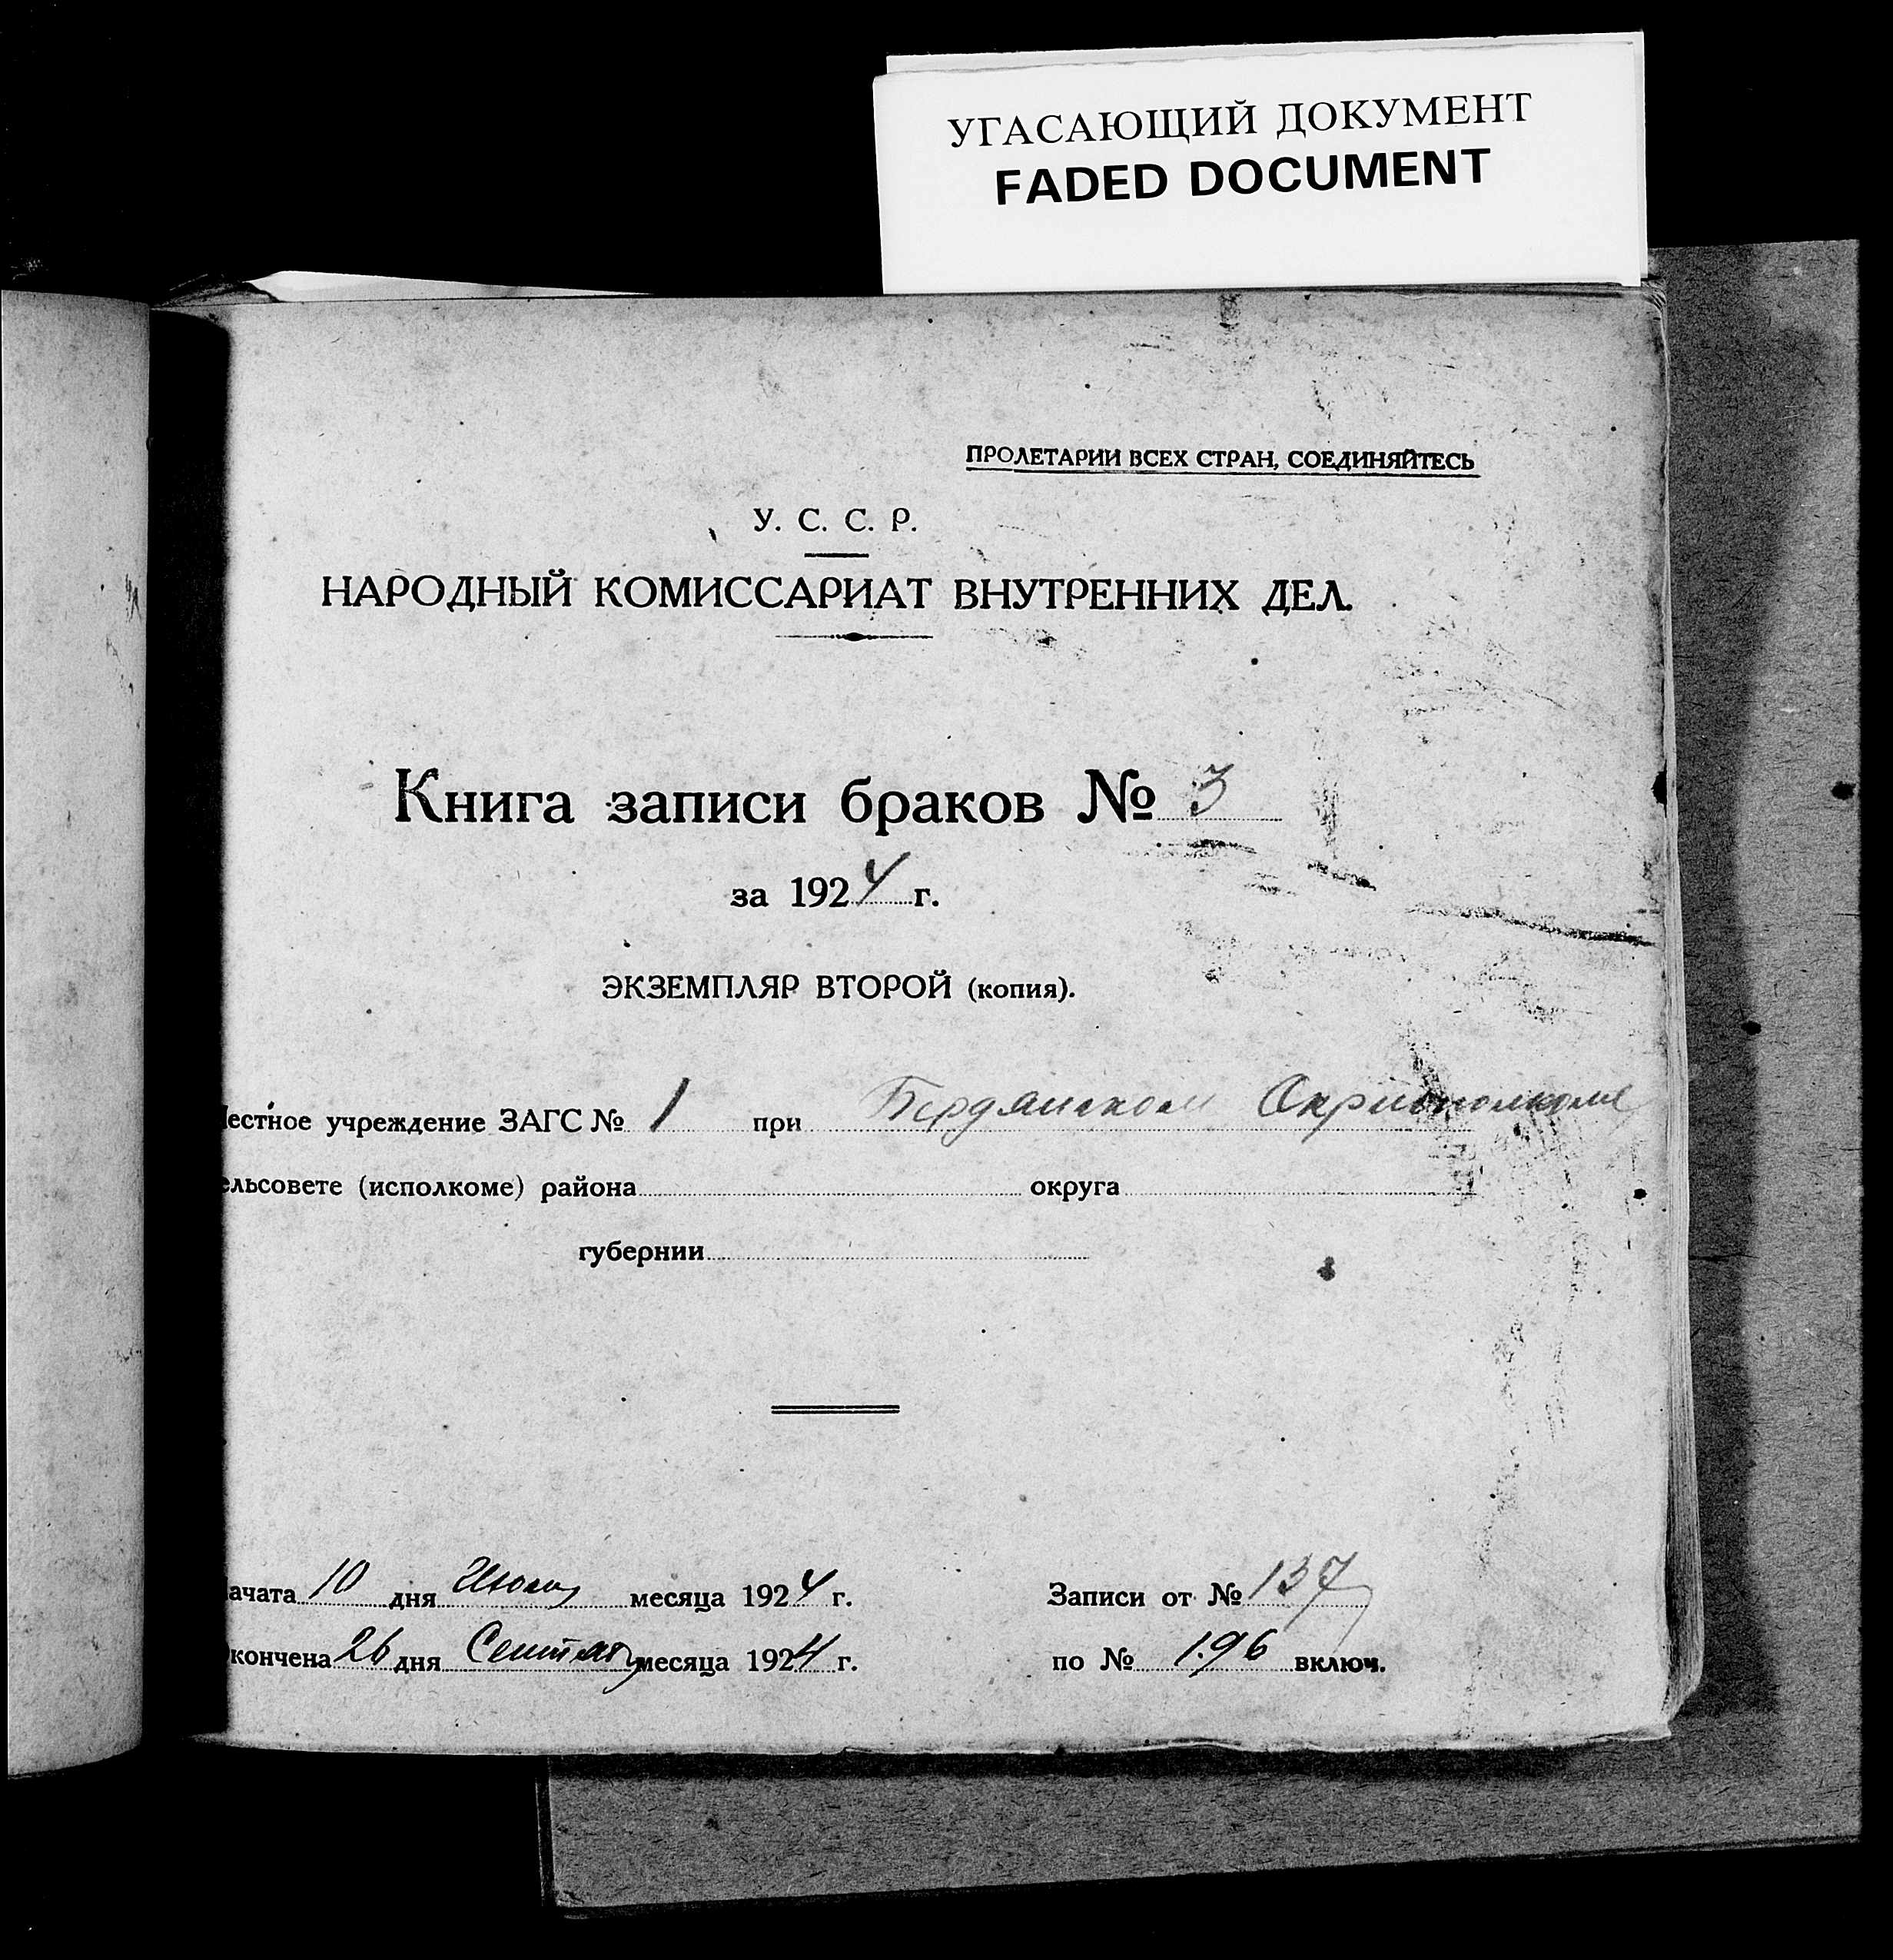 УГАСАЮЩИЙ ДОКУМЕНТ
FADED DOCUMENT
ПРОЛЕТАРИИ ВСЕХ СТРАН, СОЕДИНЯЙТЕСЬ
У. С. С. Р.
НАРОДНЫЙ КОМИССАРИАТ ВНУТРЕННИХ ДЕЛ.
Книга записи браков № 3
за 1924 г.
ЭКЗЕМПЛЯР ВТОРОЙ (копия).
естное учреждение ЗАГС № 1 при Бердянском Окрисполкоме
ельсовете (исполкоме) района округа
губернии
ачата 10 дня месяца 1924 г. Записи от № 137
кончена 26 дня Сентября месяца 1924 г. по № 196 включ.